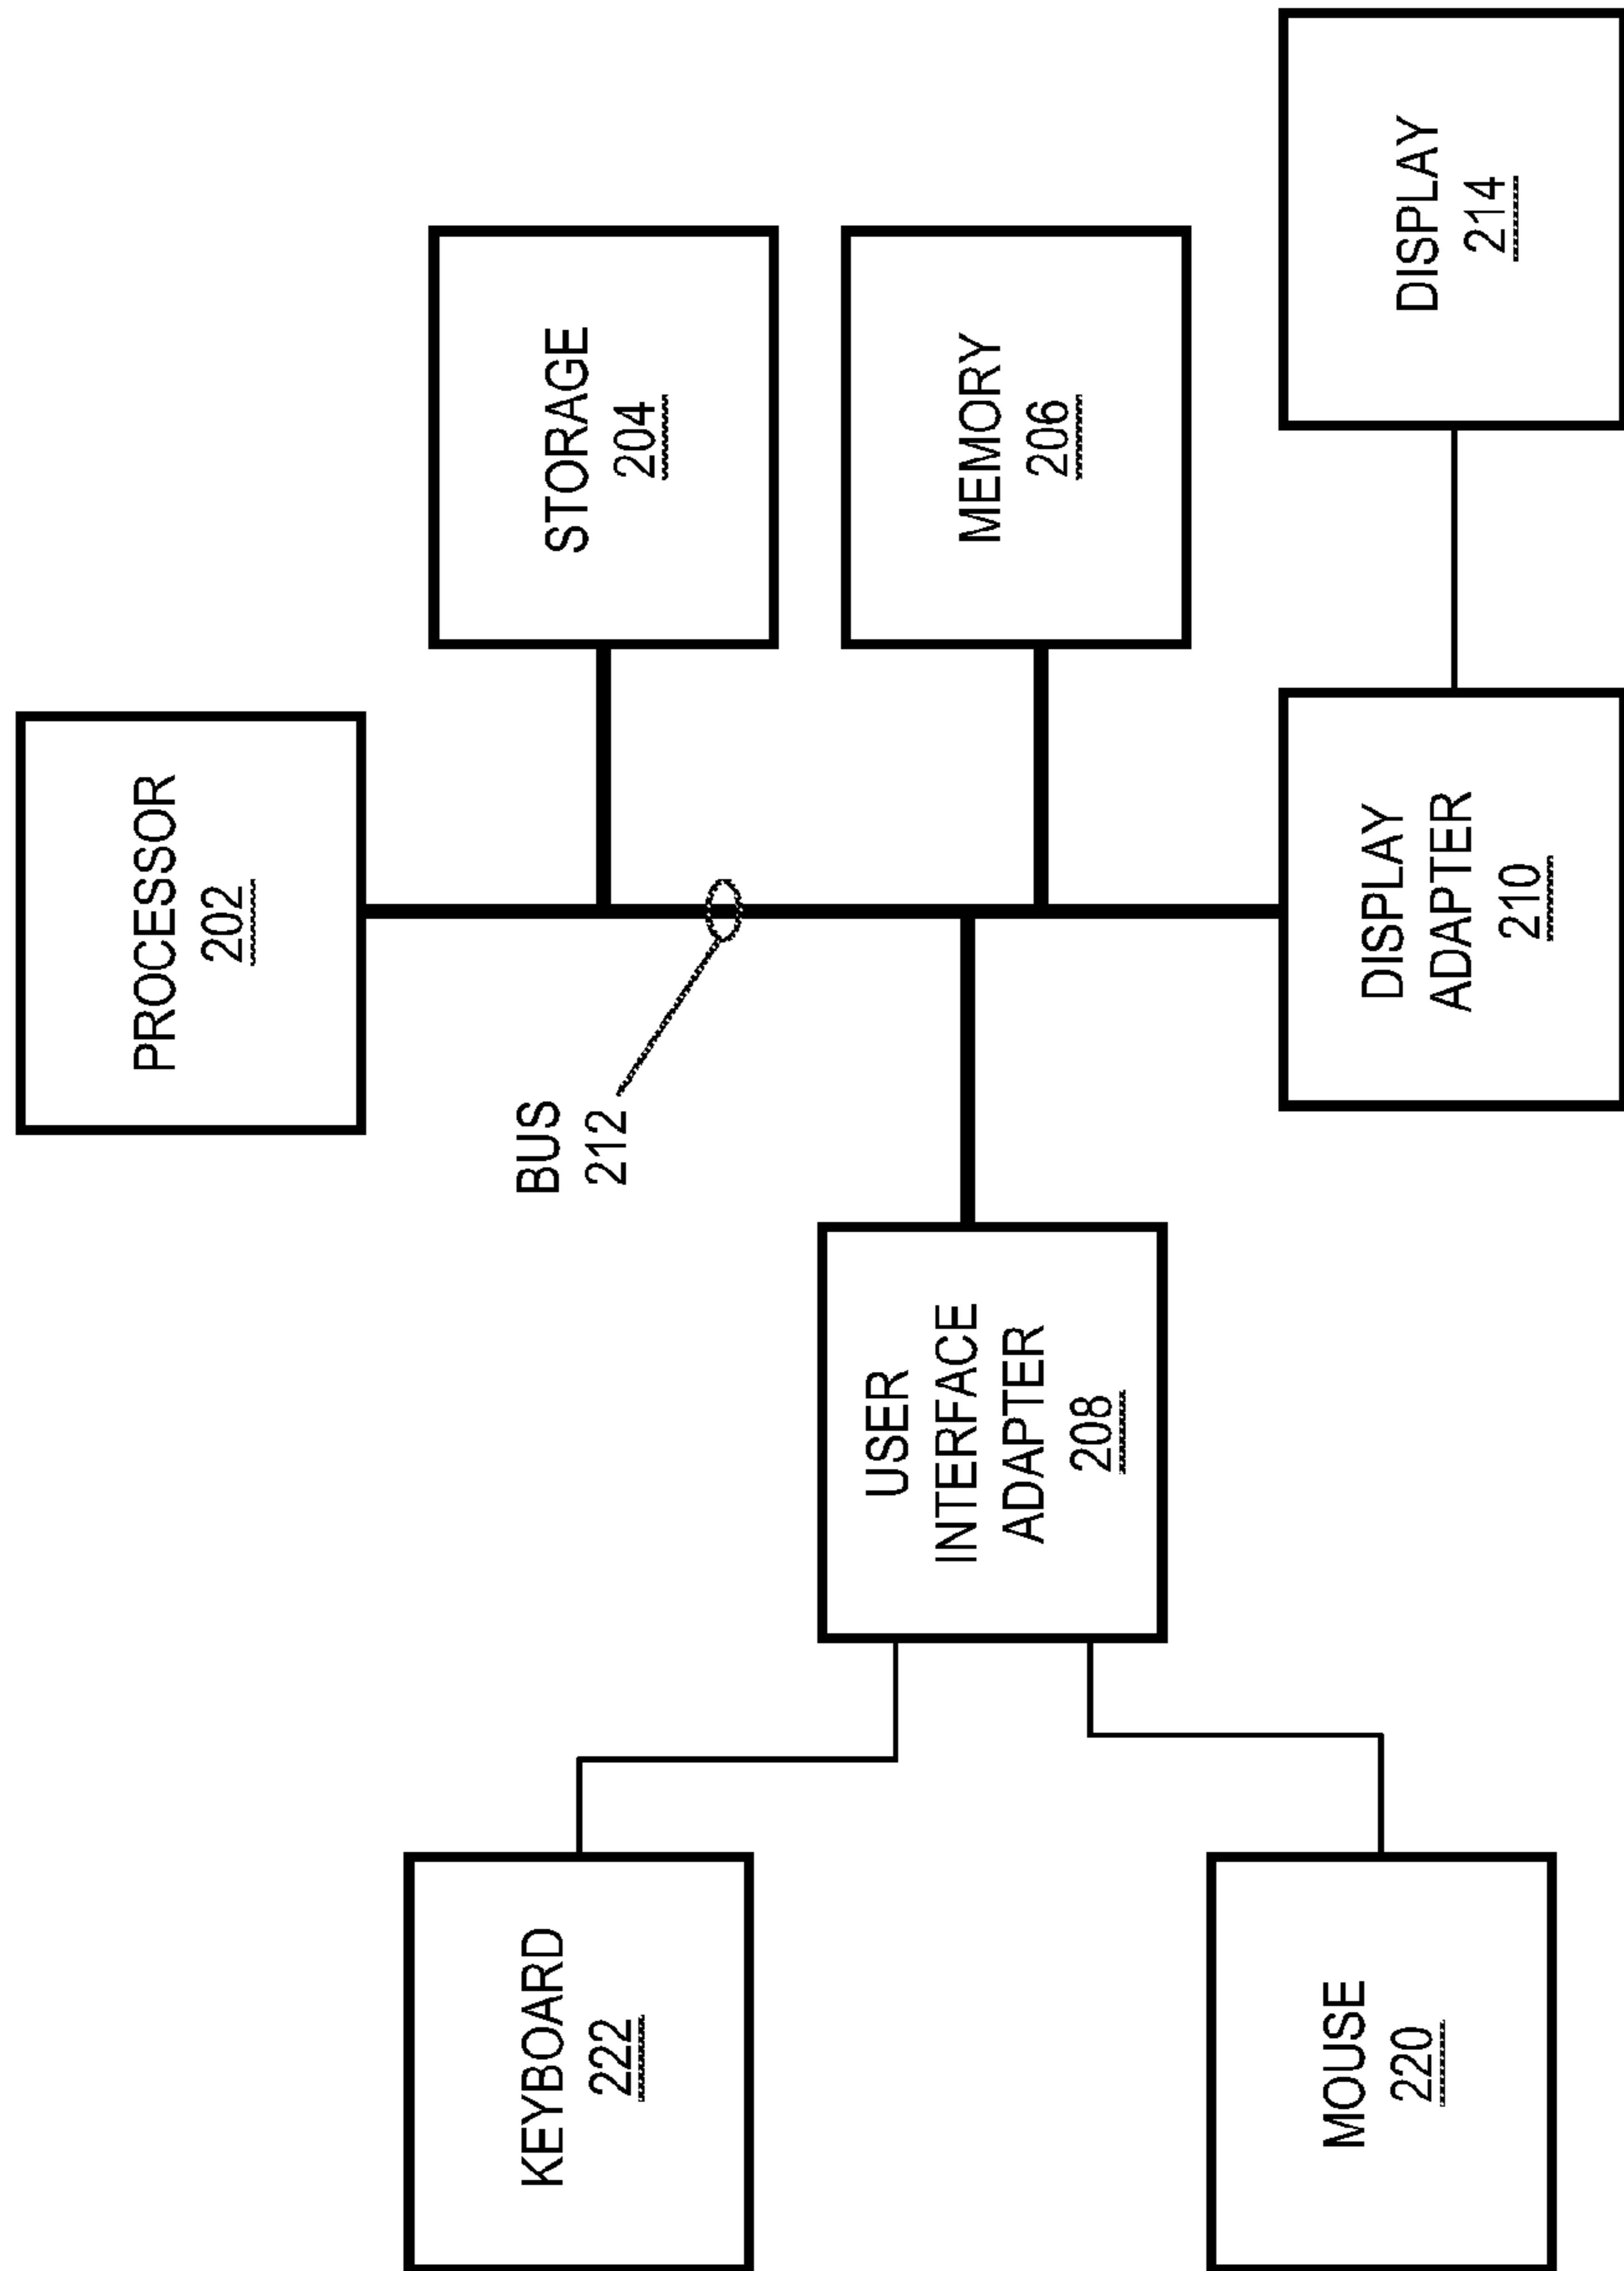 PROCESSOR
202
STORAGE
204
BUS
212
MEMORY
206
USER
INTERFACE
ADAPTER
208
KEYBOARD
222
MOUSE
220
DISPLAY
ADAPTER
210
DISPLAY
214